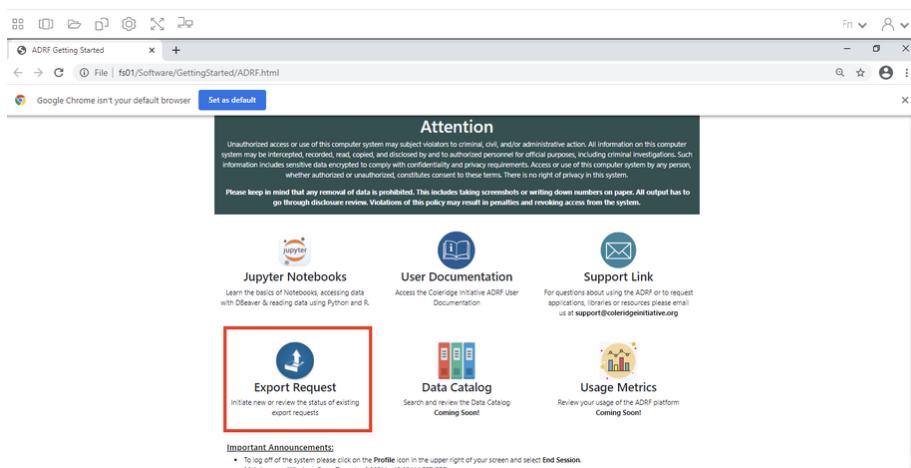 Fn
ADRF Getting Started
File | fs01/Software/GettingStarted/ADRF.html
Google Chrome isn't your default browser Set as default
Attention
Unauthorized access or use of this computer system may subject violators to criminal, civil, and/or administrative action. All information on this computer
system may be intercepted, recorded, read, copied, and disclosed by and to authorized personnel for official purposes, including criminal investigations. Such
information includes sensitive data encrypted to comply with confidentiality and privacy requirements. Access or use of this computer system by any person,
whether authorized or unauthorized, constitutes consent to these terms. There is no right of privacy in this system.
Please keep in mind that any removal of data is prohibited. This includes taking screenshots or writing down numbers on paper. All output has to
go through disclosure review. Violations of this policy may result in penalties and revoking access from the system.
jupyter
Jupyter Notebooks
Learn the basics of Notebooks, accessing data
with DBeaver & reading data using Python and R.
User Documentation
Access the Coleridge Initiative ADRF User
Documentation
Support Link
For questions about using the ADRF or to request
applications, libraries or resources please email
us at support@coleridgeinitiative.org
Export Request
Initiate new or review the status of existing
export requests
Data Catalog
Search and review the Data Catalog
Coming Soon!
Usage Metrics
Review your usage of the ADRF platform
Coming Soon!
Important Announcements:
• To log off of the system please click on the Profile icon in the upper right of your screen and select End Session.